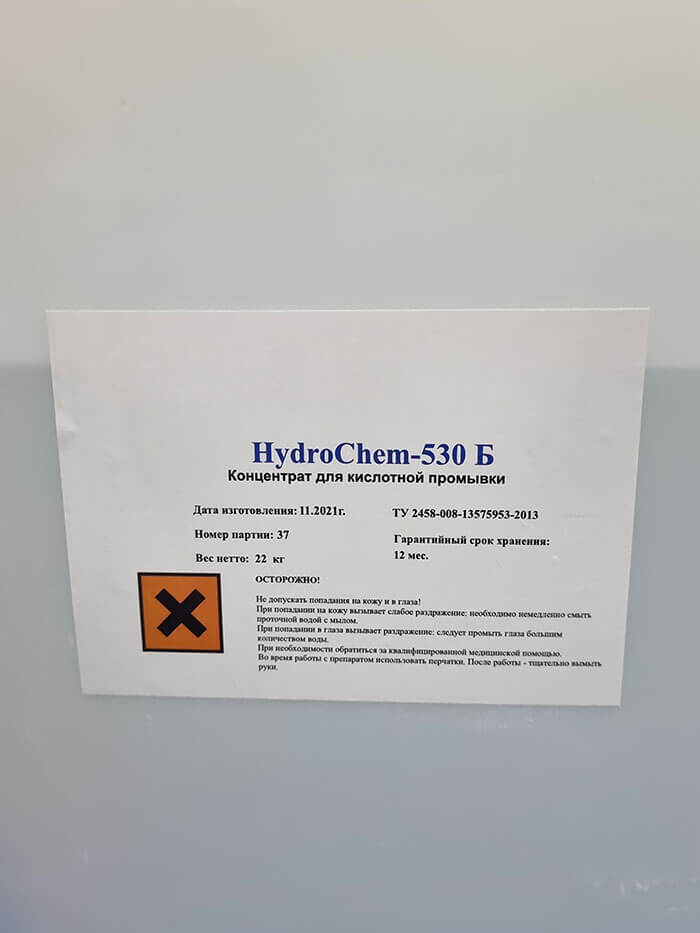 HydroChem-530 Б
Концентрат для кислотной промывки
Дата изготовления: 11.2021г.
ТУ 2458-008-13575953-2013
Номер партии: 37
Гарантийный срок хранения:
12 мес.
Вес нетто: 22 кг
ОСТОРОЖНО!
Не допускать попадания на кожу и в глаза!
При попадании на кожу вызывает слабое раздражение: необходимо немедленно смыть
проточной водой с мылом.
При попадании в глаза вызывает раздражение: следует промыть глаза большим
количеством воды.
При необходимости обратиться за квалифицированной медицинской помощью.
Во время работы с препаратом использовать перчатки. После работы - тщательно вымыть
руки.